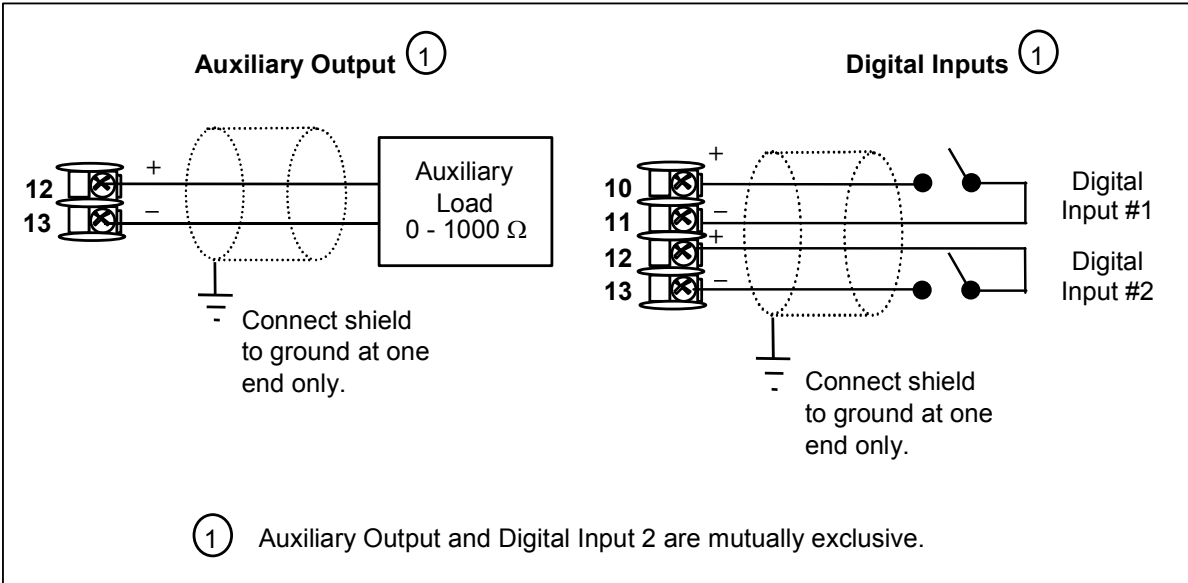 Auxiliary Output 1
12
13
+
–
Auxiliary
Load
0 - 1000 Ω
Connect shield
to ground at one
end only.
Digital Inputs 1
10
11
12
13
+
–
+
–
Digital
Input #1
Digital
Input #2
Connect shield
to ground at one
end only.
1 Auxiliary Output and Digital Input 2 are mutually exclusive.